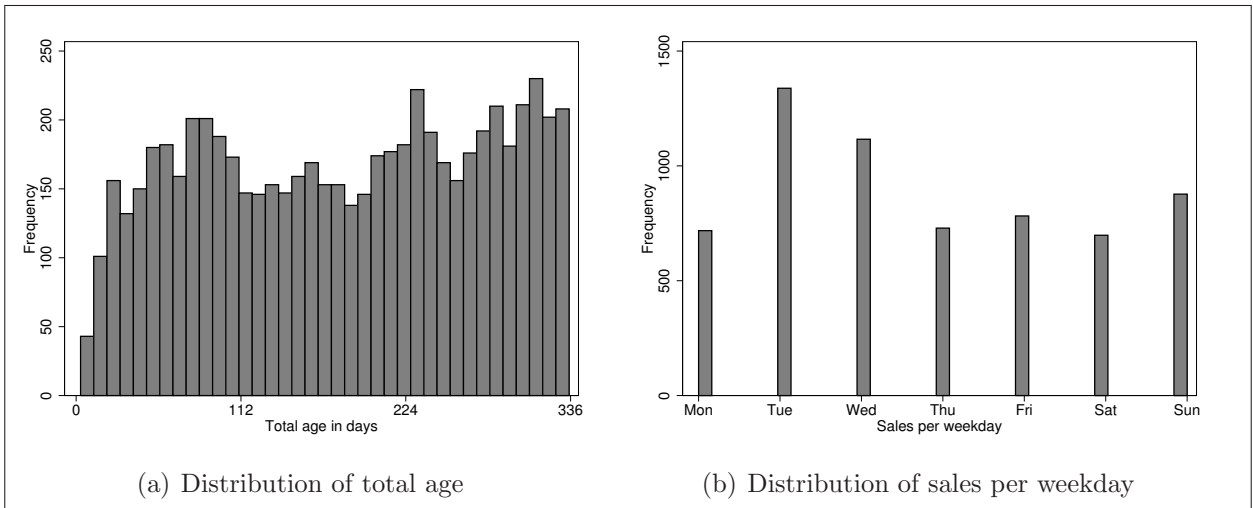 250
200
150
100
50
0
Frequency
0 112 224 336
Total age in days
(a) Distribution of total age
1500
1000
500
0
Frequency
Mon Tue Wed Thu Fri Sat Sun
Sales per weekday
(b) Distribution of sales per weekday